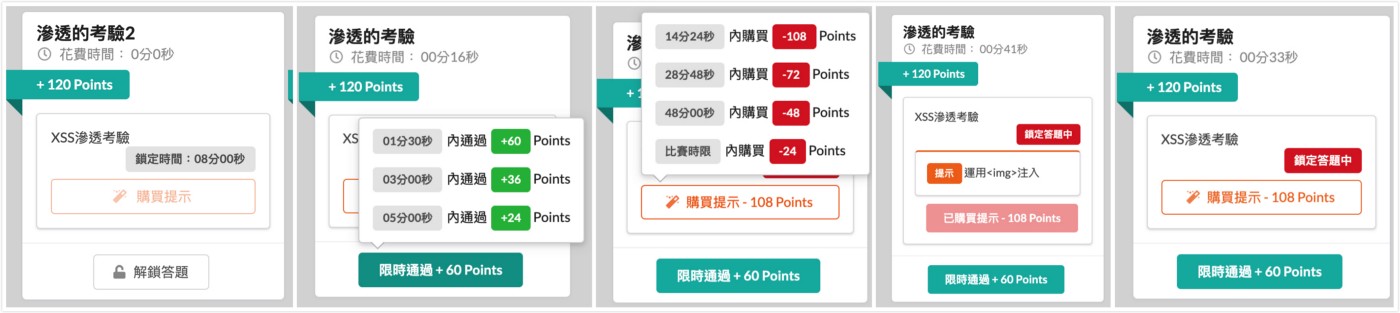 滲透的考驗2
花費時間： 0分0秒
+ 120 Points
XSS滲透考驗
鎖定時間：08分00秒
購買提示
解鎖答題
滲透的考驗
花費時間： 00分16秒
+ 120 Points
XS
01分30秒 內通過 +60 Points
03分00秒 內通過 +36 Points
05分00秒 內通過 +24 Points
限時通過 + 60 Points
滲
14分24秒 內購買 -108 Points
28分48秒 內購買 -72 Points
48分00秒 內購買 -48 Points
比賽時限 內購買 -24 Points
+ 1
購買提示 - 108 Points
限時通過 + 60 Points
滲透的考驗
花費時間： 00分41秒
+ 120 Points
XSS滲透考驗
鎖定答題中
提示 運用<img>注入
已購買提示 - 108 Points
限時通過 + 60 Points
滲透的考驗
花費時間： 00分33秒
+ 120 Points
XSS滲透考驗
鎖定答題中
購買提示 - 108 Points
限時通過 + 60 Points